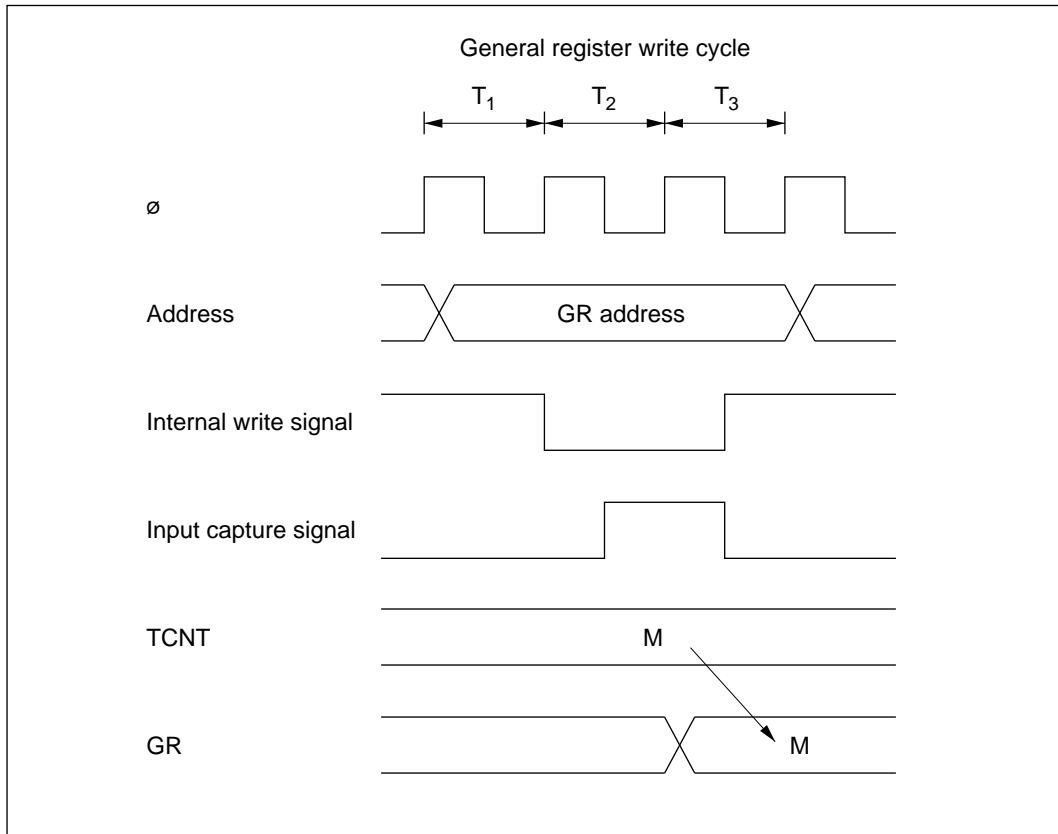 General register write cycle
T1 T2 T3
ø
Address GR address
Internal write signal
Input capture signal
TCNT M
GR M